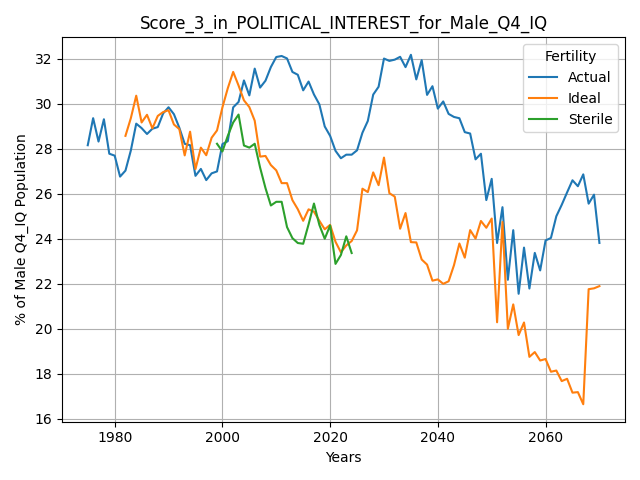 Score_3_in_POLITICAL_INTEREST_for_Male_Q4_IQ
% of Male Q4_IQ Population
32
30
28
26
24
22
20
18
16
Fertility
Actual
Ideal
Sterile
1980
2000
2020
2040
2060
Years